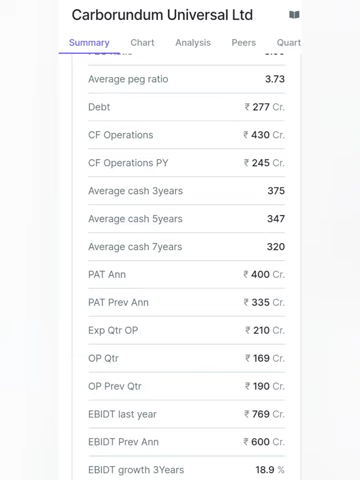 Carborundum Universal Ltd
Summary Chart Analysis Peers Quart
Average peg ratio 3.73
Debt ₹ 277 Cr.
CF Operations ₹ 430 Cr.
CF Operations PY ₹ 245 Cr.
Average cash 3years 375
Average cash 5years 347
Average cash 7years 320
PAT Ann ₹ 400 Cr.
PAT Prev Ann ₹ 335 Cr.
Exp Qtr OP ₹ 210 Cr.
OP Qtr ₹ 169 Cr.
OP Prev Qtr ₹ 190 Cr.
EBIDT last year ₹ 769 Cr.
EBIDT Prev Ann ₹ 600 Cr.
EBIDT growth 3Years 18.9 %